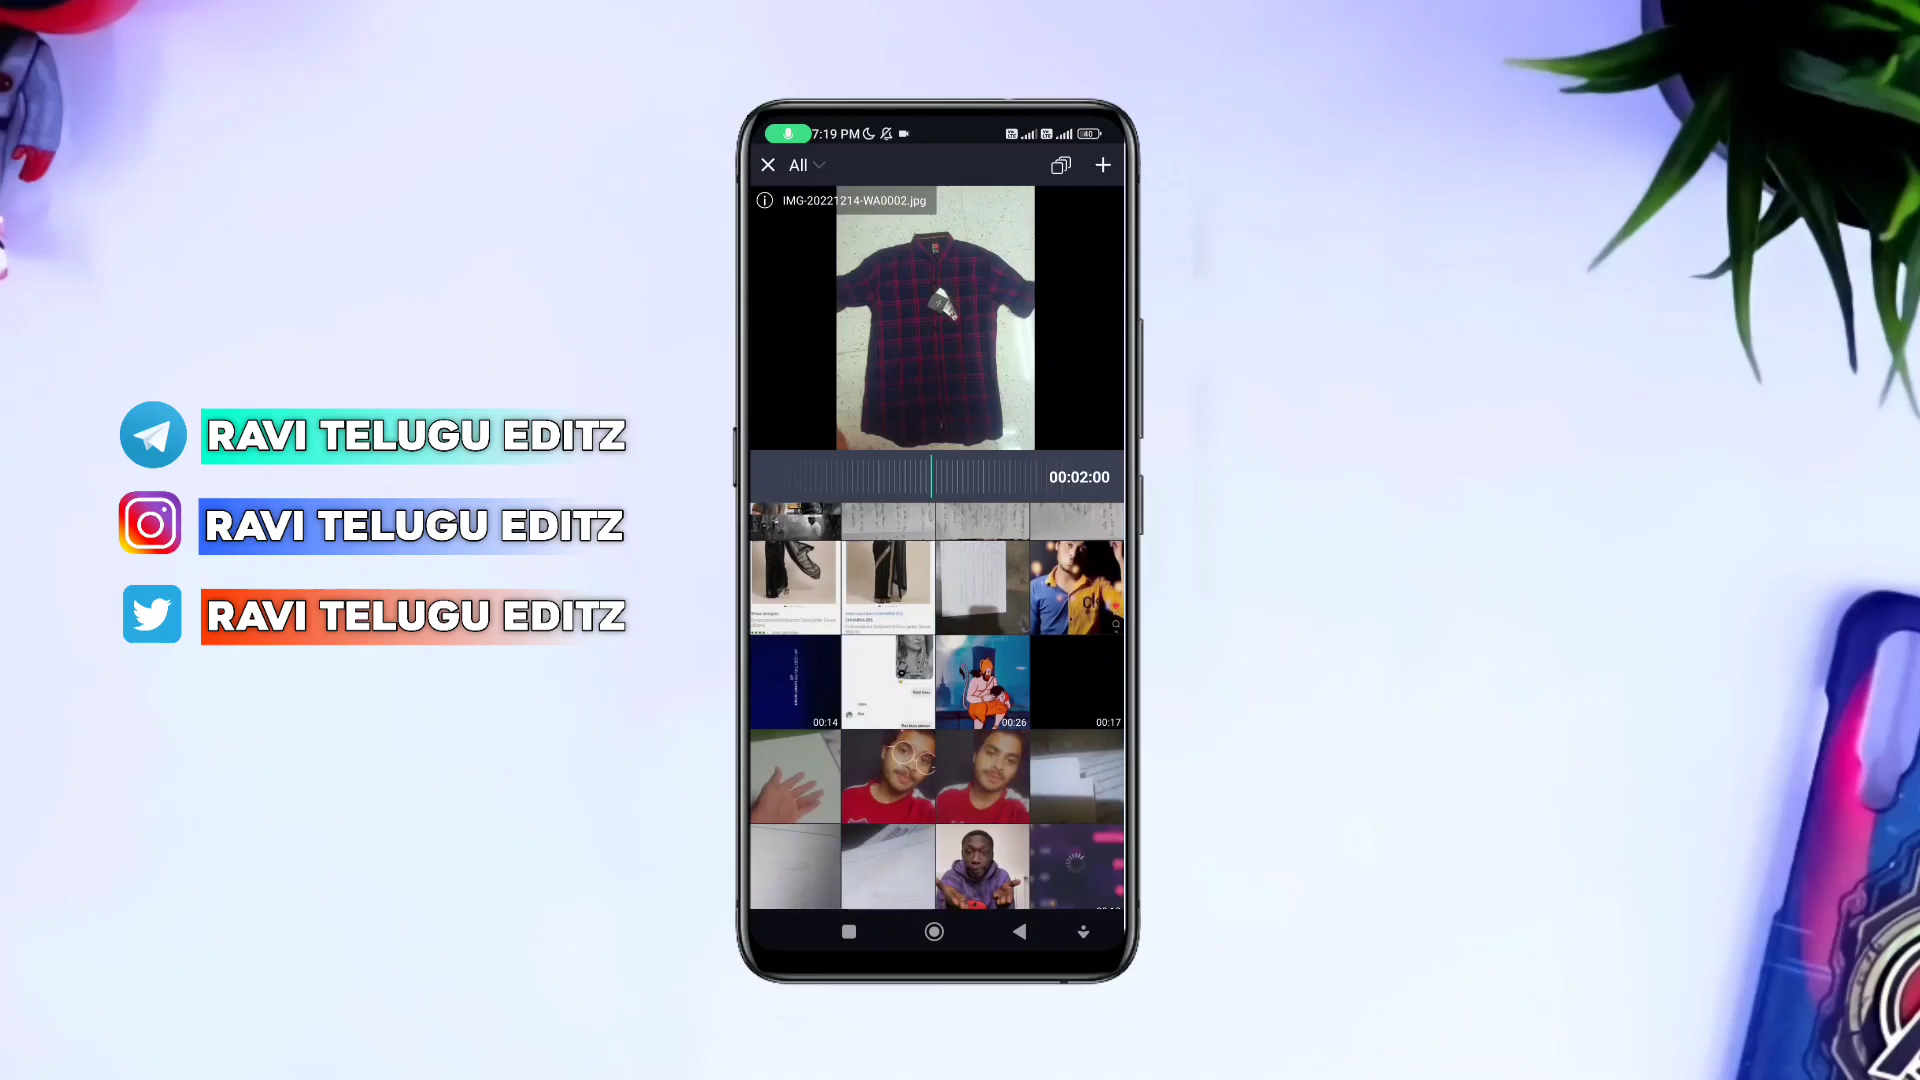 7:19 PM
40
All
IMG-20221214-WA0002.jpg
RAVI TELUGU EDITZ
RAVI TELUGU EDITZ
RAVI TELUGU EDITZ
00:02:00
00:14
00:26
00:17